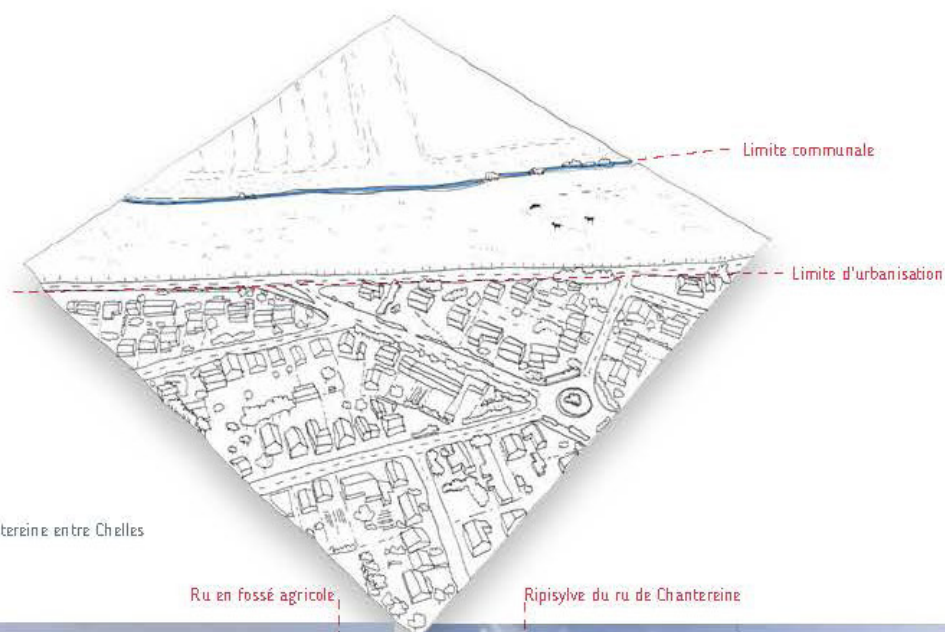 Limite communale
Limite d'urbanisation
tereine entre Chelles
Ru en fossé agricole
Ripisylve du ru de Chantereine